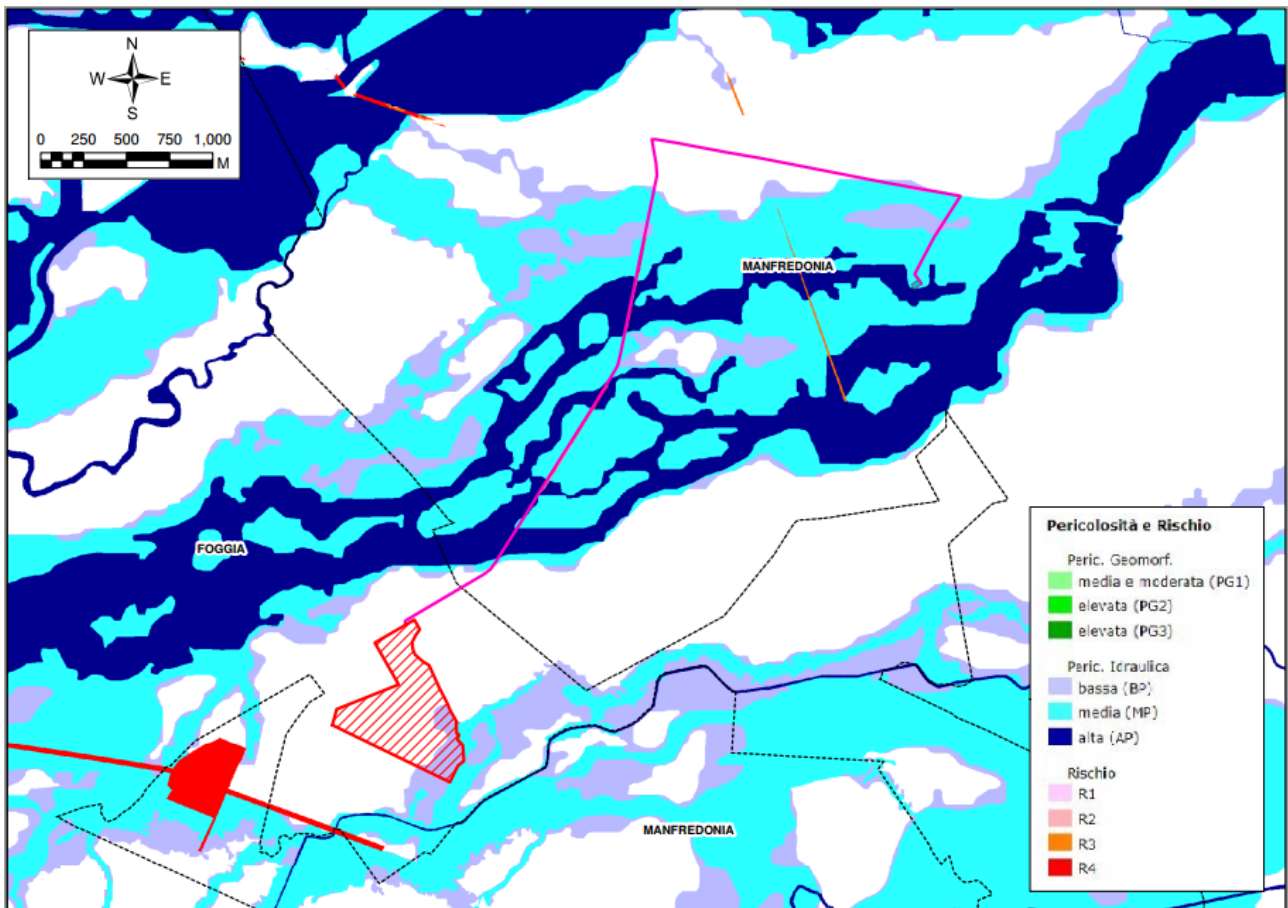 N
W E
S
0 250 500 750 1,000
M
MANFREDONIA
FOGGIA
MANFREDONIA
Pericolosità e Rischio
Peric. Geomorf.
media e moderata (PG1)
elevata (PG2)
elevata (PG3)
Peric. Idraulica
bassa (BP)
media (MP)
alta (AP)
Rischio
R1
R2
R3
R4